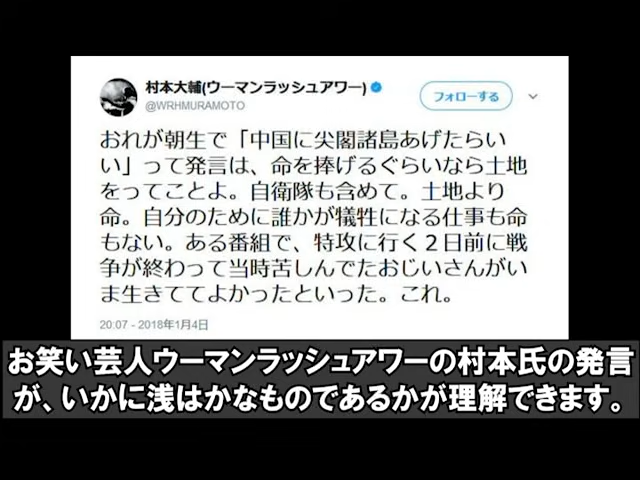 村本大輔(ウーマンラッシュアワー)
@WRHMURAMOTO
フォローする
おれが朝生で「中国に尖閣諸島あげたらい
い」って発言は、命を捧げるぐらいなら土地
をってことよ。自衛隊も含めて。土地より
命。自分のために誰かが犠牲になる仕事も命
もない。ある番組で、特攻に行く２日前に戦
争が終わって当時苦しんでたおじいさんがい
ま生きててよかったといった。これ。
20:07 - 2018年1月4日
お笑い芸人ウーマンラッシュアワーの村本氏の発言
が、いかに浅はかなものであるかが理解できます。